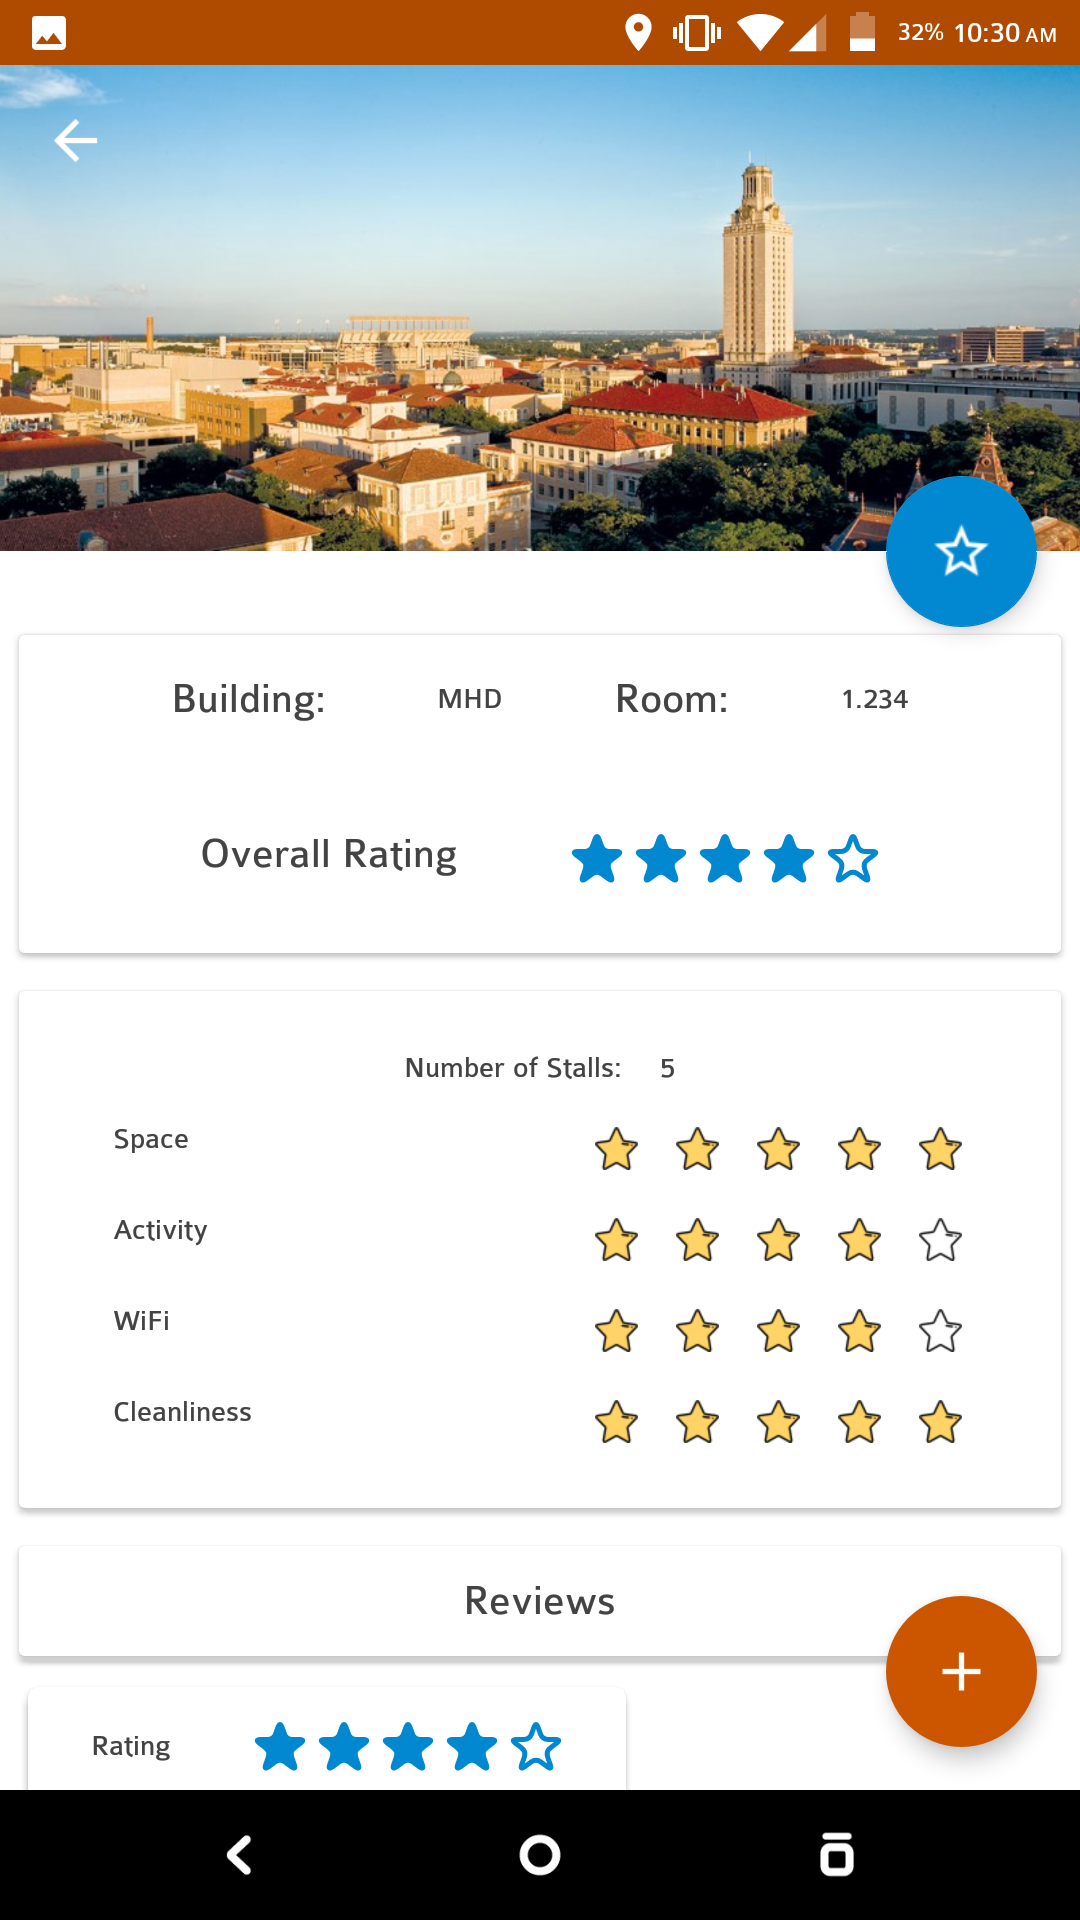 32% 10:30 AM
Building: MHD Room: 1.234
Overall Rating
Number of Stalls: 5
Space
Activity
WiFi
Cleanliness
Reviews
Rating